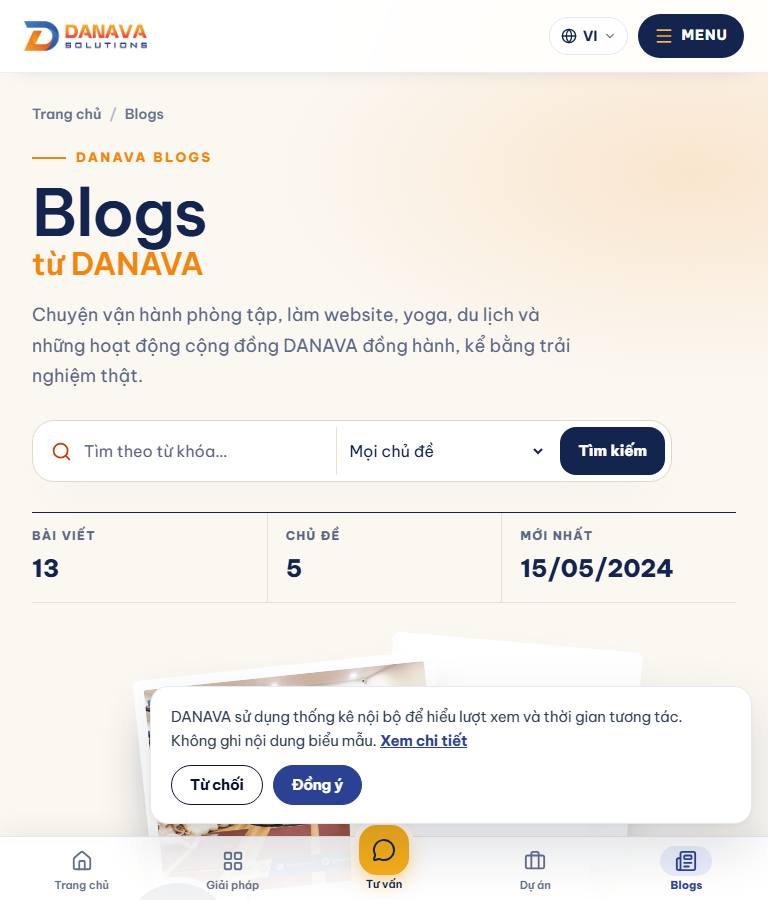 DANAVA
SOLUTIONS
VI
MENU
Trang chủ / Blogs
DANAVA BLOGS
Blogs
từ DANAVA
Chuyện vận hành phòng tập, làm website, yoga, du lịch và
những hoạt động cộng đồng DANAVA đồng hành, kể bằng trải
nghiệm thật.
Tìm theo từ khóa...
Mọi chủ đề
Tìm kiếm
BÀI VIẾT
13
CHỦ ĐỀ
5
MỚI NHẤT
15/05/2024
DANAVA sử dụng thống kê nội bộ để hiểu lượt xem và thời gian tương tác.
Không ghi nội dung biểu mẫu. Xem chi tiết
Từ chối
Đồng ý
Trang chủ
Giải pháp
Tư vấn
Dự án
Blogs